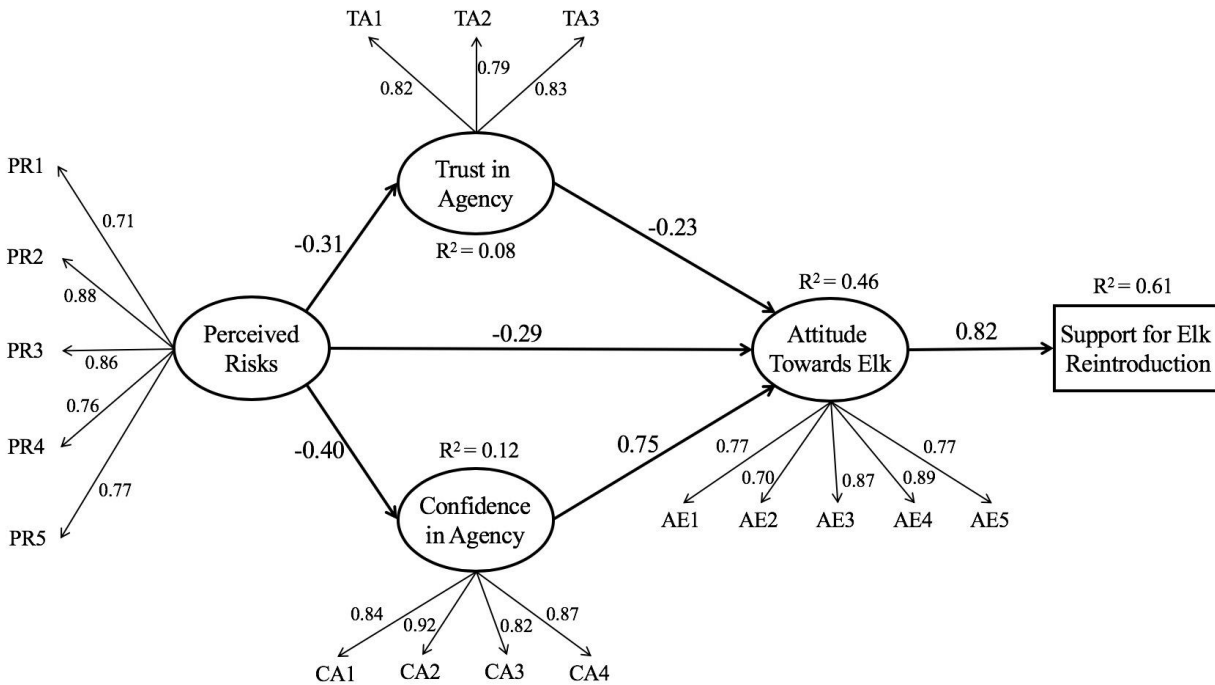 TA1
TA2
TA3
0.82
0.79
0.83
Trust in
Agency
R² = 0.08
PR1
PR2
PR3
PR4
PR5
0.71
0.88
0.86
0.76
0.77
Perceived
Risks
-0.31
-0.29
-0.40
-0.23
0.75
R² = 0.12
Confidence
in Agency
0.84
0.92
0.82
0.87
CA1
CA2
CA3
CA4
R² = 0.46
Attitude
Towards Elk
0.77
0.70
0.87
0.89
0.77
AE1
AE2
AE3
AE4
AE5
0.82
R² = 0.61
Support for Elk
Reintroduction